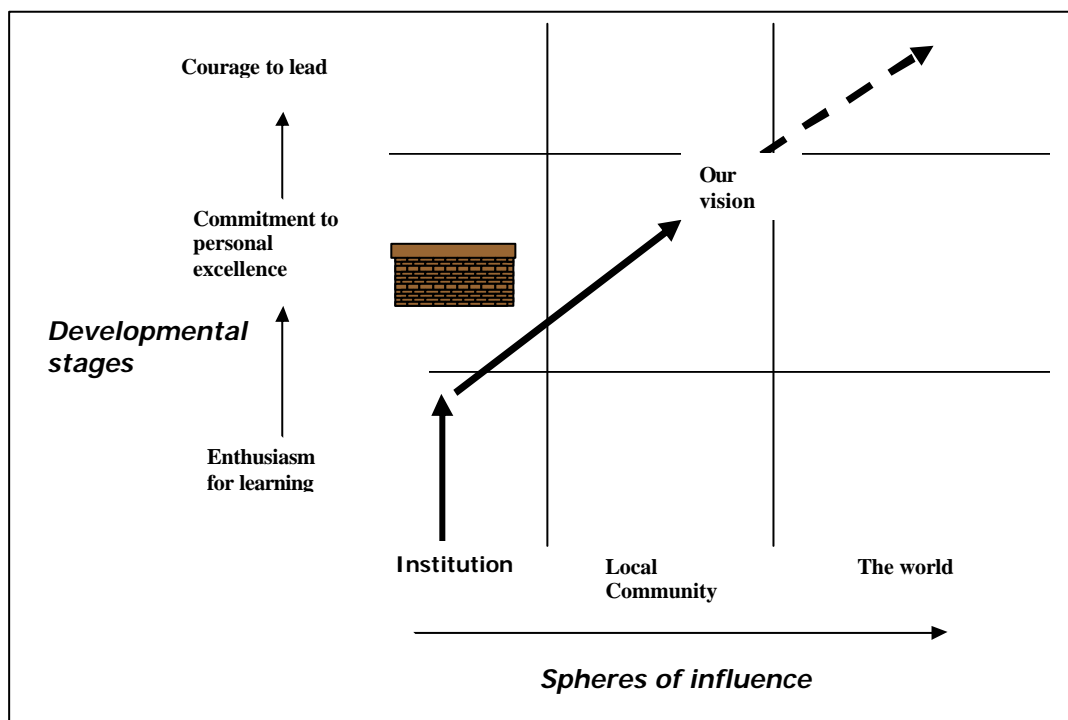 Courage to lead
Our
vision
Commitment to
personal
excellence
Developmental
stages
Enthusiasm
for learning
Institution
Local
Community
The world
Spheres of influence